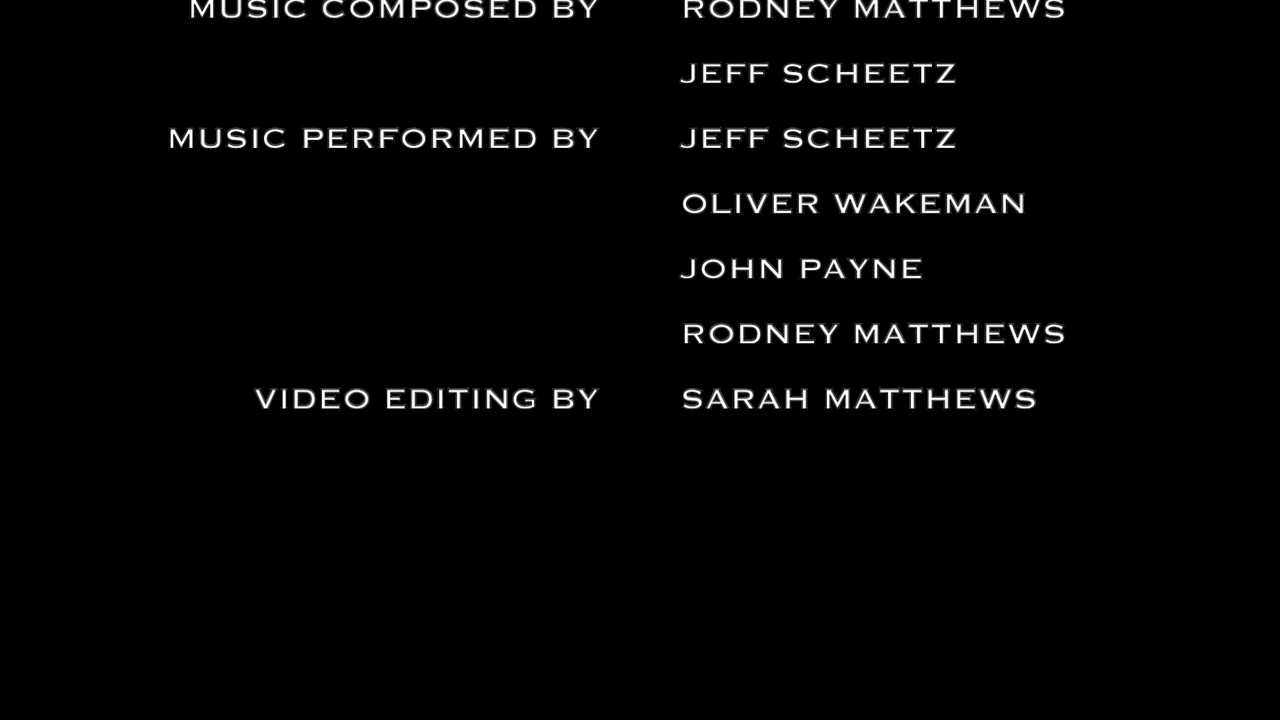 MUSIC COMPOSED BY RODNEY MATTHEWS
JEFF SCHEETZ
MUSIC PERFORMED BY JEFF SCHEETZ
OLIVER WAKEMAN
JOHN PAYNE
RODNEY MATTHEWS
VIDEO EDITING BY SARAH MATTHEWS